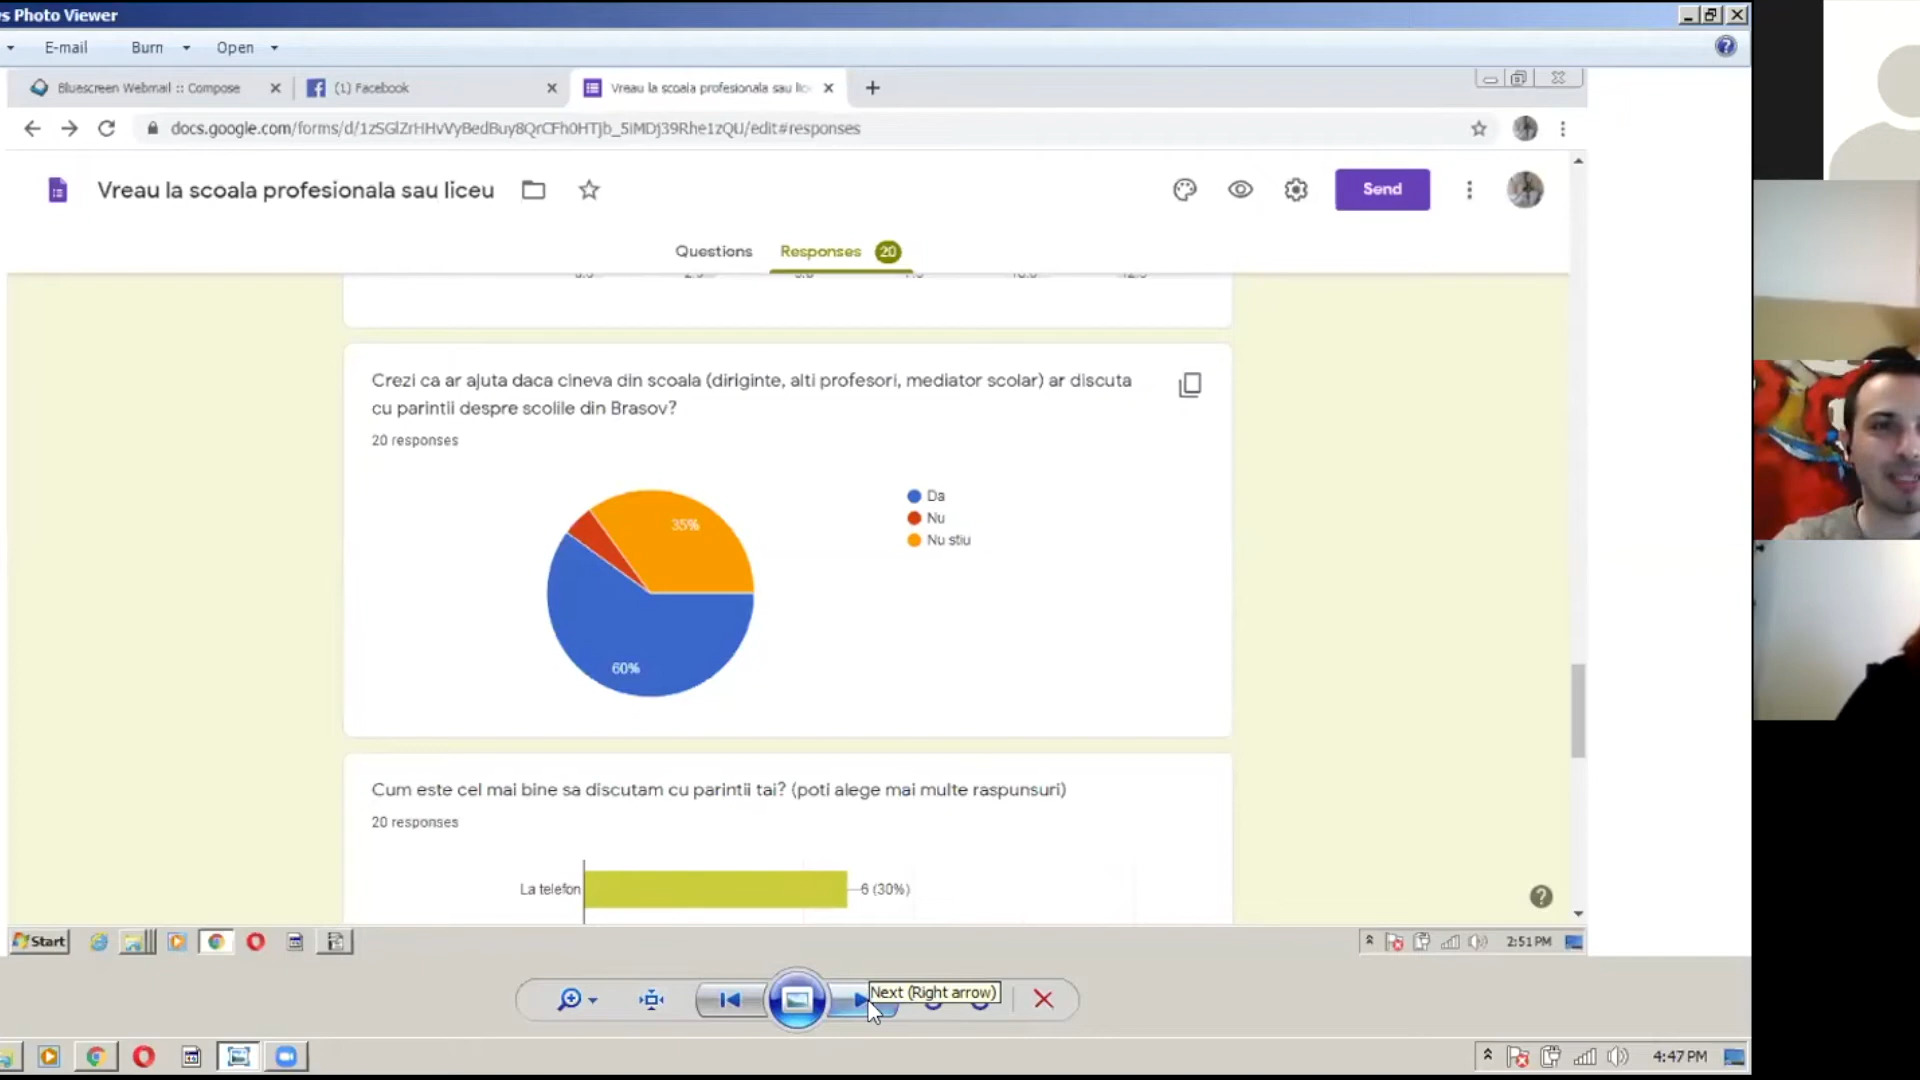 s Photo Viewer
E-mail Burn Open
Bluescreen Webmail :: Compose (1) Facebook Vreau la scoala profesionala sau lic
docs.google.com/forms/d/1zSGlZrHHvVyBedBuy8QrCFh0HTjb_5iMDj39Rhe1zQU/edit#responses
Vreau la scoala profesionala sau liceu Send
Questions Responses 20
Crezi ca ar ajuta daca cineva din scoala (diriginte, alti profesori, mediator scolar) ar discuta
cu parintii despre scolile din Brasov?
20 responses
Da
Nu
Nu stiu
35%
60%
Cum este cel mai bine sa discutam cu parintii tai? (poti alege mai multe raspunsuri)
20 responses
La telefon 6 (30%)
Start 2:51 PM
Next (Right arrow)
4:47 PM